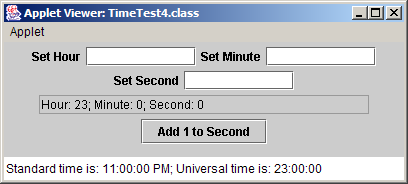 Applet Viewer: TimeTest4.class
Applet
Set Hour Set Minute
Set Second
Hour: 23; Minute: 0; Second: 0
Add 1 to Second
Standard time is: 11:00:00 PM; Universal time is: 23:00:00